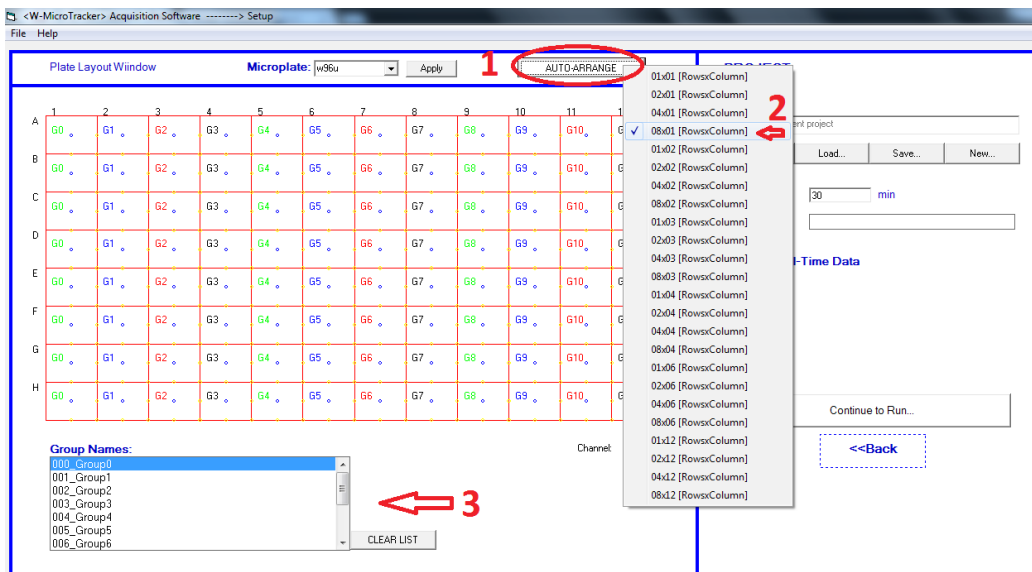 <W-MicroTracker> Acquisition Software --------> Setup
File Help
Plate Layout Wiindow
Microplate: w96u
Apply
1
AUTO-ARRANGE
1 2 3 4 5 6 7 8 9 10 11 1
A G0 G1 G2 G3 G4 G5 G6 G7 G8 G9 G10 G
B G0 G1 G2 G3 G4 G5 G6 G7 G8 G9 G10 G
C G0 G1 G2 G3 G4 G5 G6 G7 G8 G9 G10 G
D G0 G1 G2 G3 G4 G5 G6 G7 G8 G9 G10 G
E G0 G1 G2 G3 G4 G5 G6 G7 G8 G9 G10 G
F G0 G1 G2 G3 G4 G5 G6 G7 G8 G9 G10 G
G G0 G1 G2 G3 G4 G5 G6 G7 G8 G9 G10 G
H G0 G1 G2 G3 G4 G5 G6 G7 G8 G9 G10 G
01x01 [RowsxColumn]
02x01 [RowsxColumn]
04x01 [RowsxColumn]
✓ 08x01 [RowsxColumn]
2
01x02 [RowsxColumn]
02x02 [RowsxColumn]
04x02 [RowsxColumn]
08x02 [RowsxColumn]
01x03 [RowsxColumn]
02x03 [RowsxColumn]
04x03 [RowsxColumn]
08x03 [RowsxColumn]
01x04 [RowsxColumn]
02x04 [RowsxColumn]
04x04 [RowsxColumn]
08x04 [RowsxColumn]
01x06 [RowsxColumn]
02x06 [RowsxColumn]
04x06 [RowsxColumn]
08x06 [RowsxColumn]
01x12 [RowsxColumn]
02x12 [RowsxColumn]
04x12 [RowsxColumn]
08x12 [RowsxColumn]
ent project
Load... Save... New...
30 min
l-Time Data
Continue to Run...
<<Back
Channel:
Group Names:
000_Group0
001_Group1
002_Group2
003_Group3
004_Group4
005_Group5
006_Group6
3
CLEAR LIST